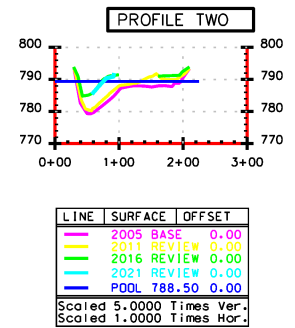 PROFILE TWO
800 800
790 790
780 780
770 770
0+00 1+00 2+00 3+00
LINE SURFACE OFFSET
2005 BASE 0.00
2011 REVIEW 0.00
2016 REVIEW 0.00
2021 REVIEW 0.00
POOL 788.50 0.00
Scaled 5.0000 Times Ver.
Scaled 1.0000 Times Hor.